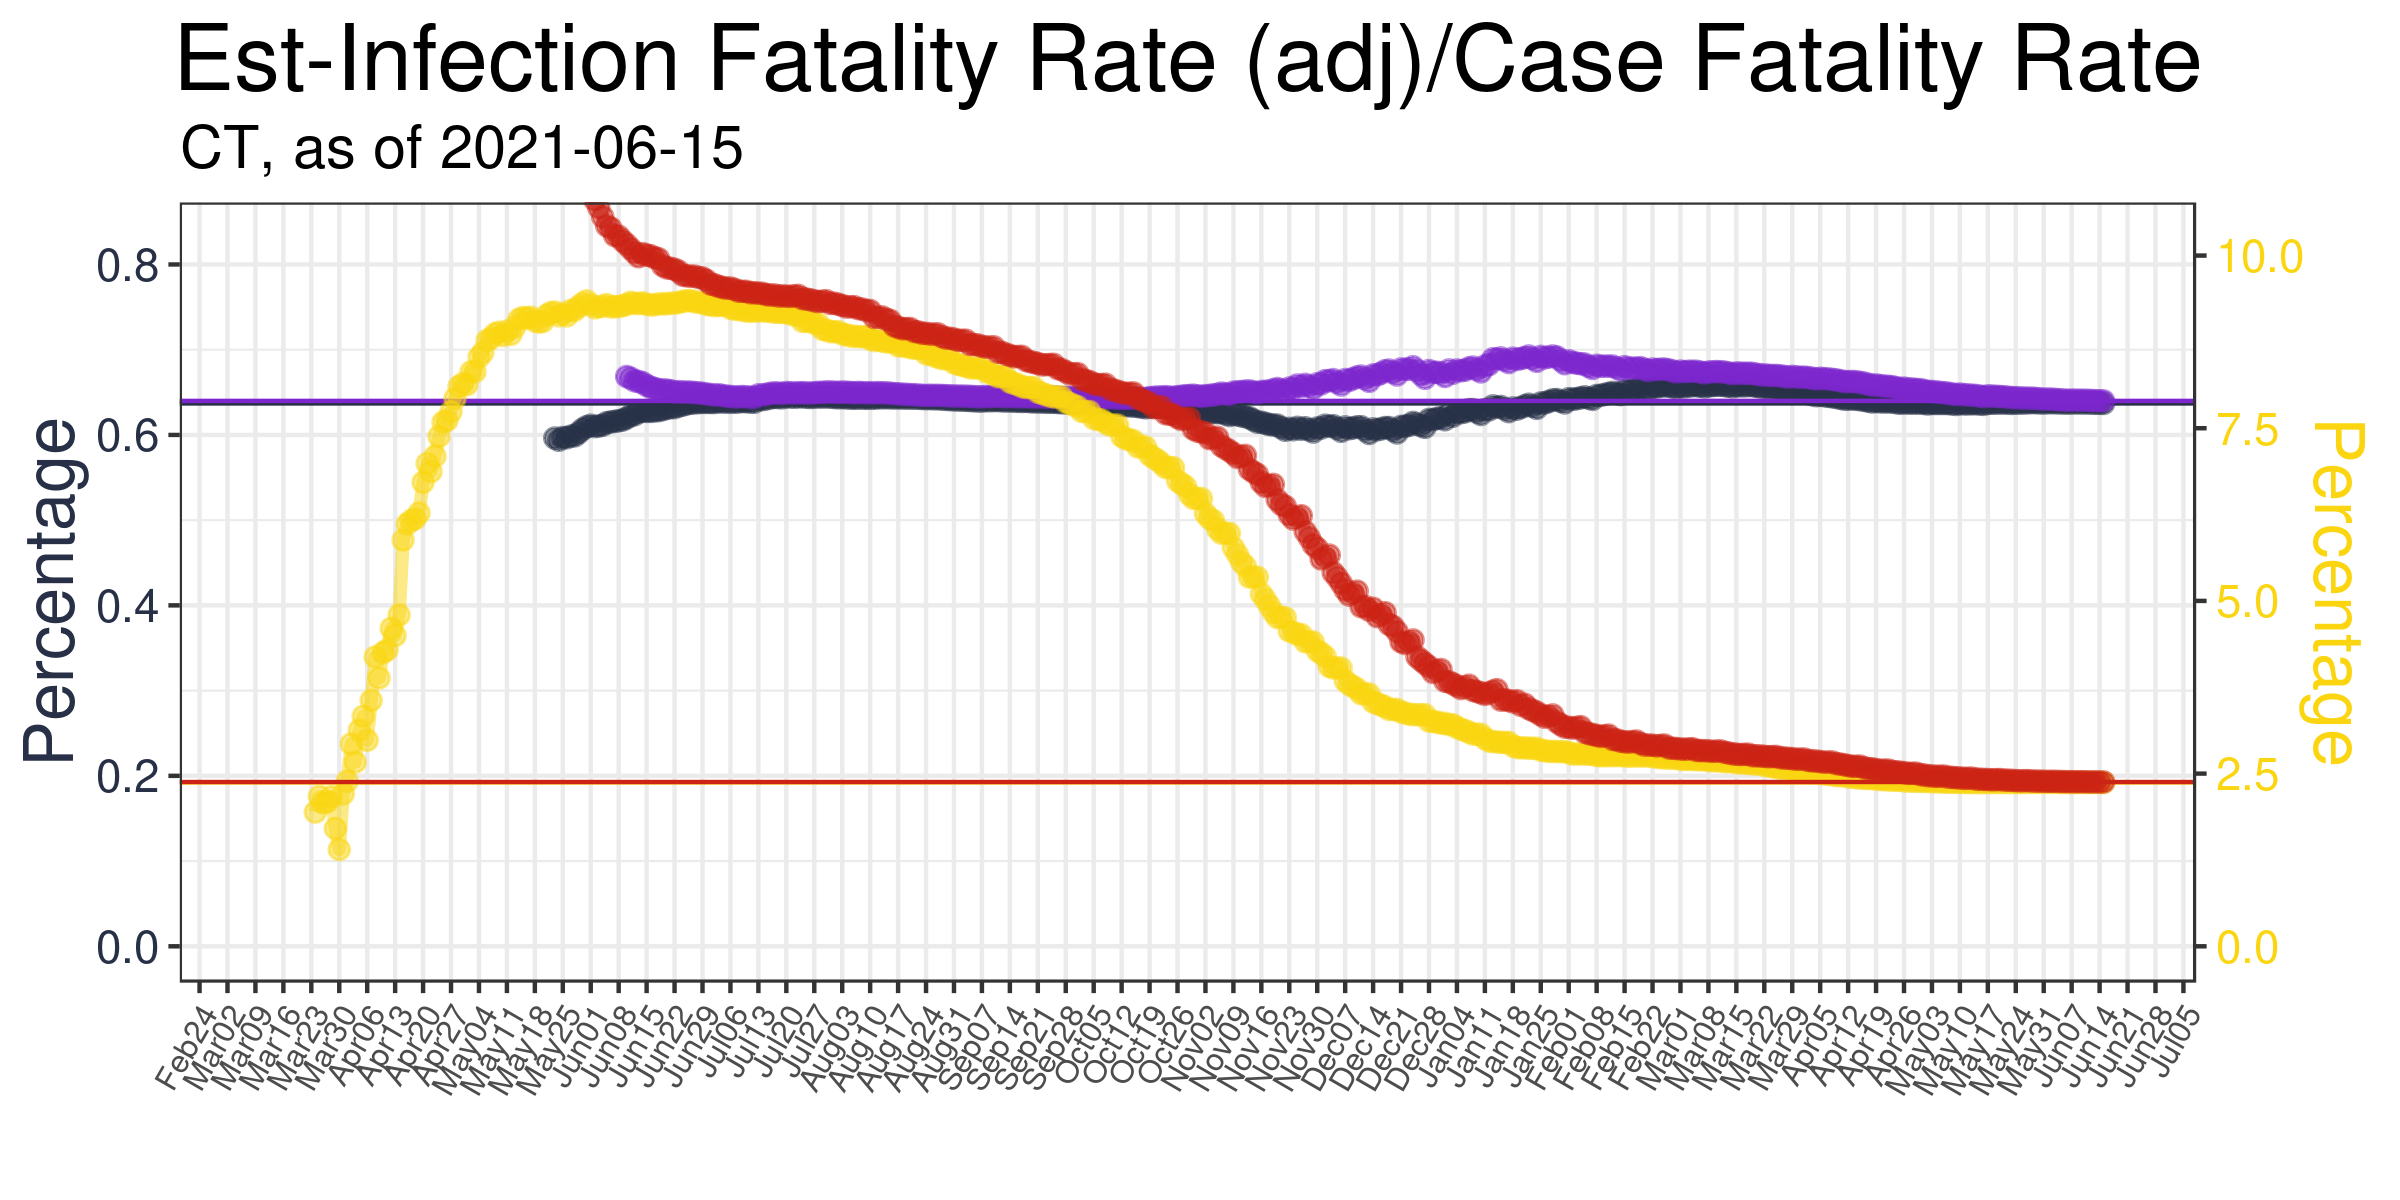 Est-Infection Fatality Rate (adj)/Case Fatality Rate
CT, as of 2021-06-15
Percentage
0.8
0.6
0.4
0.2
0.0
10.0
7.5
5.0
2.5
0.0
Percentage
Feb24
Mar02
Mar09
Mar16
Mar23
Mar30
Apr06
Apr13
Apr20
Apr27
May04
May11
May18
May25
Jun01
Jun08
Jun15
Jun22
Jun29
Jul06
Jul13
Jul20
Jul27
Aug03
Aug10
Aug17
Aug24
Aug31
Sep07
Sep14
Sep21
Sep28
Oct05
Oct12
Oct19
Oct26
Nov02
Nov09
Nov16
Nov23
Nov30
Dec07
Dec14
Dec21
Dec28
Jan04
Jan11
Jan18
Jan25
Feb01
Feb08
Feb15
Feb22
Mar01
Mar08
Mar15
Mar22
Mar29
Apr05
Apr12
Apr19
Apr26
May03
May10
May17
May24
May31
Jun07
Jun14
Jun21
Jun28
Jul05